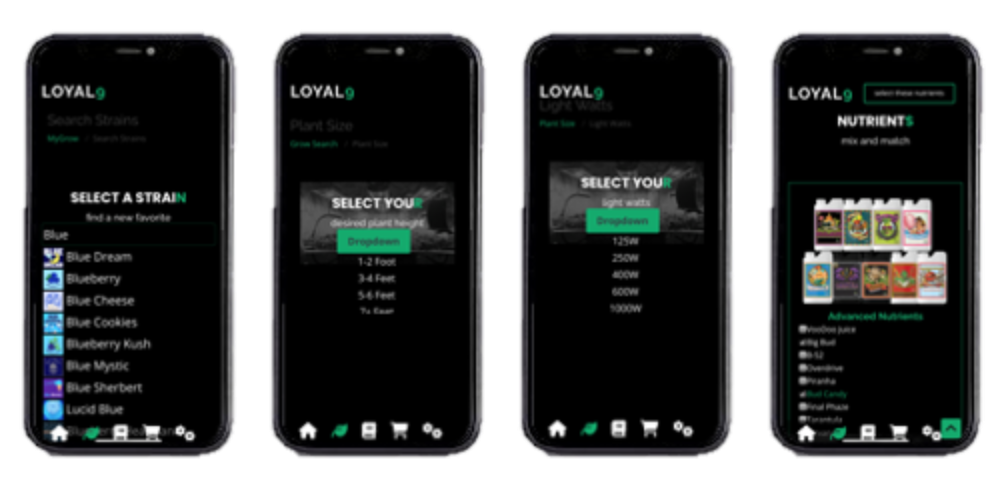 LOYAL9
Search Strains
MyGrow / Search Strains
SELECT A STRAIN
find a new favorite
Blue
Blue Dream
Blueberry
Blue Cheese
Blue Cookies
Blueberry Kush
Blue Mystic
Blue Sherbert
Lucid Blue
LOYAL9
Plant Size
Grow Search / Plant Size
SELECT YOUR
desired plant height
Dropdown
1-2 Foot
3-4 Feet
5-6 Feet
7+ Feet
LOYAL9
Light Watts
Plant Size / Light Watts
SELECT YOUR
light watts
Dropdown
125W
250W
400W
600W
1000W
LOYAL9
select these nutrients
NUTRIENTS
mix and match
Advanced Nutrients
VooDoo Juice
Big Bud
B-52
Overdrive
Piranha
Bud Candy
Final Phaze
Tarantula